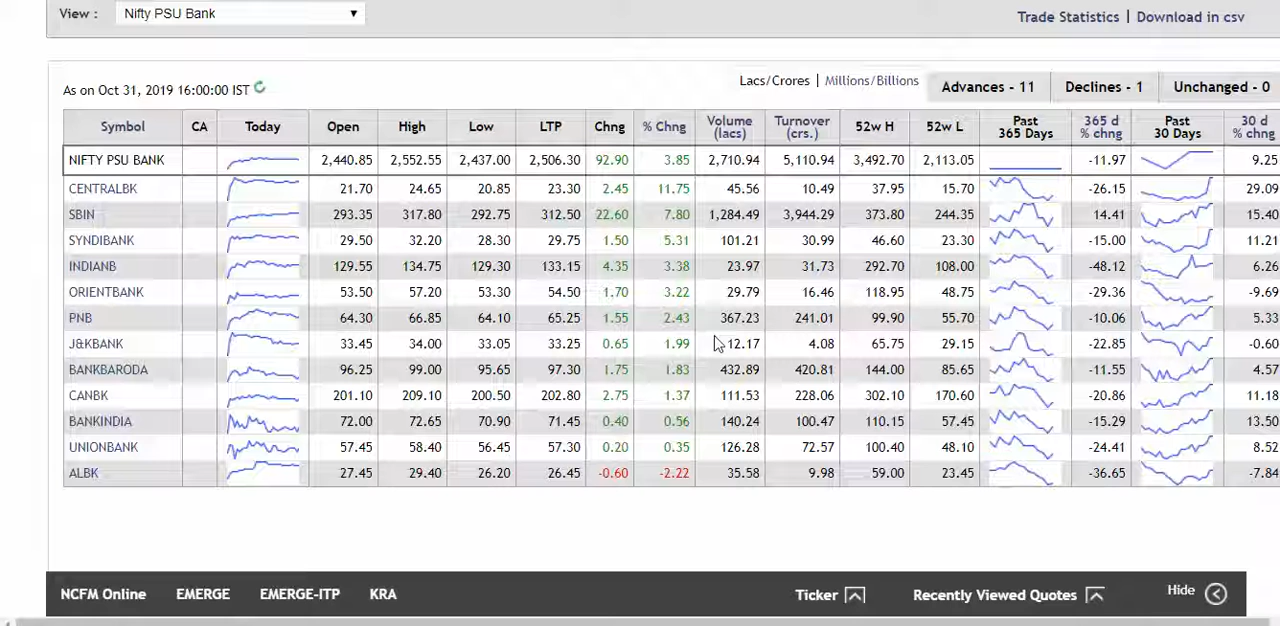 View : Nifty PSU Bank Trade Statistics | Download in csv
As on Oct 31, 2019 16:00:00 IST Lacs/Crores | Millions/Billions Advances - 11 Declines - 1 Unchanged - 0
Symbol CA Today Open High Low LTP Chng % Chng Volume (lacs) Turnover (crs.) 52w H 52w L Past 365 Days 365 d % chng Past 30 Days 30 d % chng
NIFTY PSU BANK 2,440.85 2,552.55 2,437.00 2,506.30 92.90 3.85 2,710.94 5,110.94 3,492.70 2,113.05 -11.97 9.25
CENTRALBK 21.70 24.65 20.85 23.30 2.45 11.75 45.56 10.49 37.95 15.70 -26.15 29.09
SBIN 293.35 317.80 292.75 312.50 22.60 7.80 1,284.49 3,944.29 373.80 244.35 14.41 15.40
SYNDIBANK 29.50 32.20 28.30 29.75 1.50 5.31 101.21 30.99 46.60 23.30 -15.00 11.21
INDIANB 129.55 134.75 129.30 133.15 4.35 3.38 23.97 31.73 292.70 108.00 -48.12 6.26
ORIENTBANK 53.50 57.20 53.30 54.50 1.70 3.22 29.79 16.46 118.95 48.75 -29.36 -9.69
PNB 64.30 66.85 64.10 65.25 1.55 2.43 367.23 241.01 99.90 55.70 -10.06 5.33
J&KBANK 33.45 34.00 33.05 33.25 0.65 1.99 12.17 4.08 65.75 29.15 -22.85 -0.60
BANKBARODA 96.25 99.00 95.65 97.30 1.75 1.83 432.89 420.81 144.00 85.65 -11.55 4.57
CANBK 201.10 209.10 200.50 202.80 2.75 1.37 111.53 228.06 302.10 170.60 -20.86 11.18
BANKINDIA 72.00 72.65 70.90 71.45 0.40 0.56 140.24 100.47 110.15 57.45 -15.29 13.50
UNIONBANK 57.45 58.40 56.45 57.30 0.20 0.35 126.28 72.57 100.40 48.10 -24.41 8.52
ALBK 27.45 29.40 26.20 26.45 -0.60 -2.22 35.58 9.98 59.00 23.45 -36.65 -7.84
NCFM Online EMERGE EMERGE-ITP KRA Ticker Recently Viewed Quotes Hide